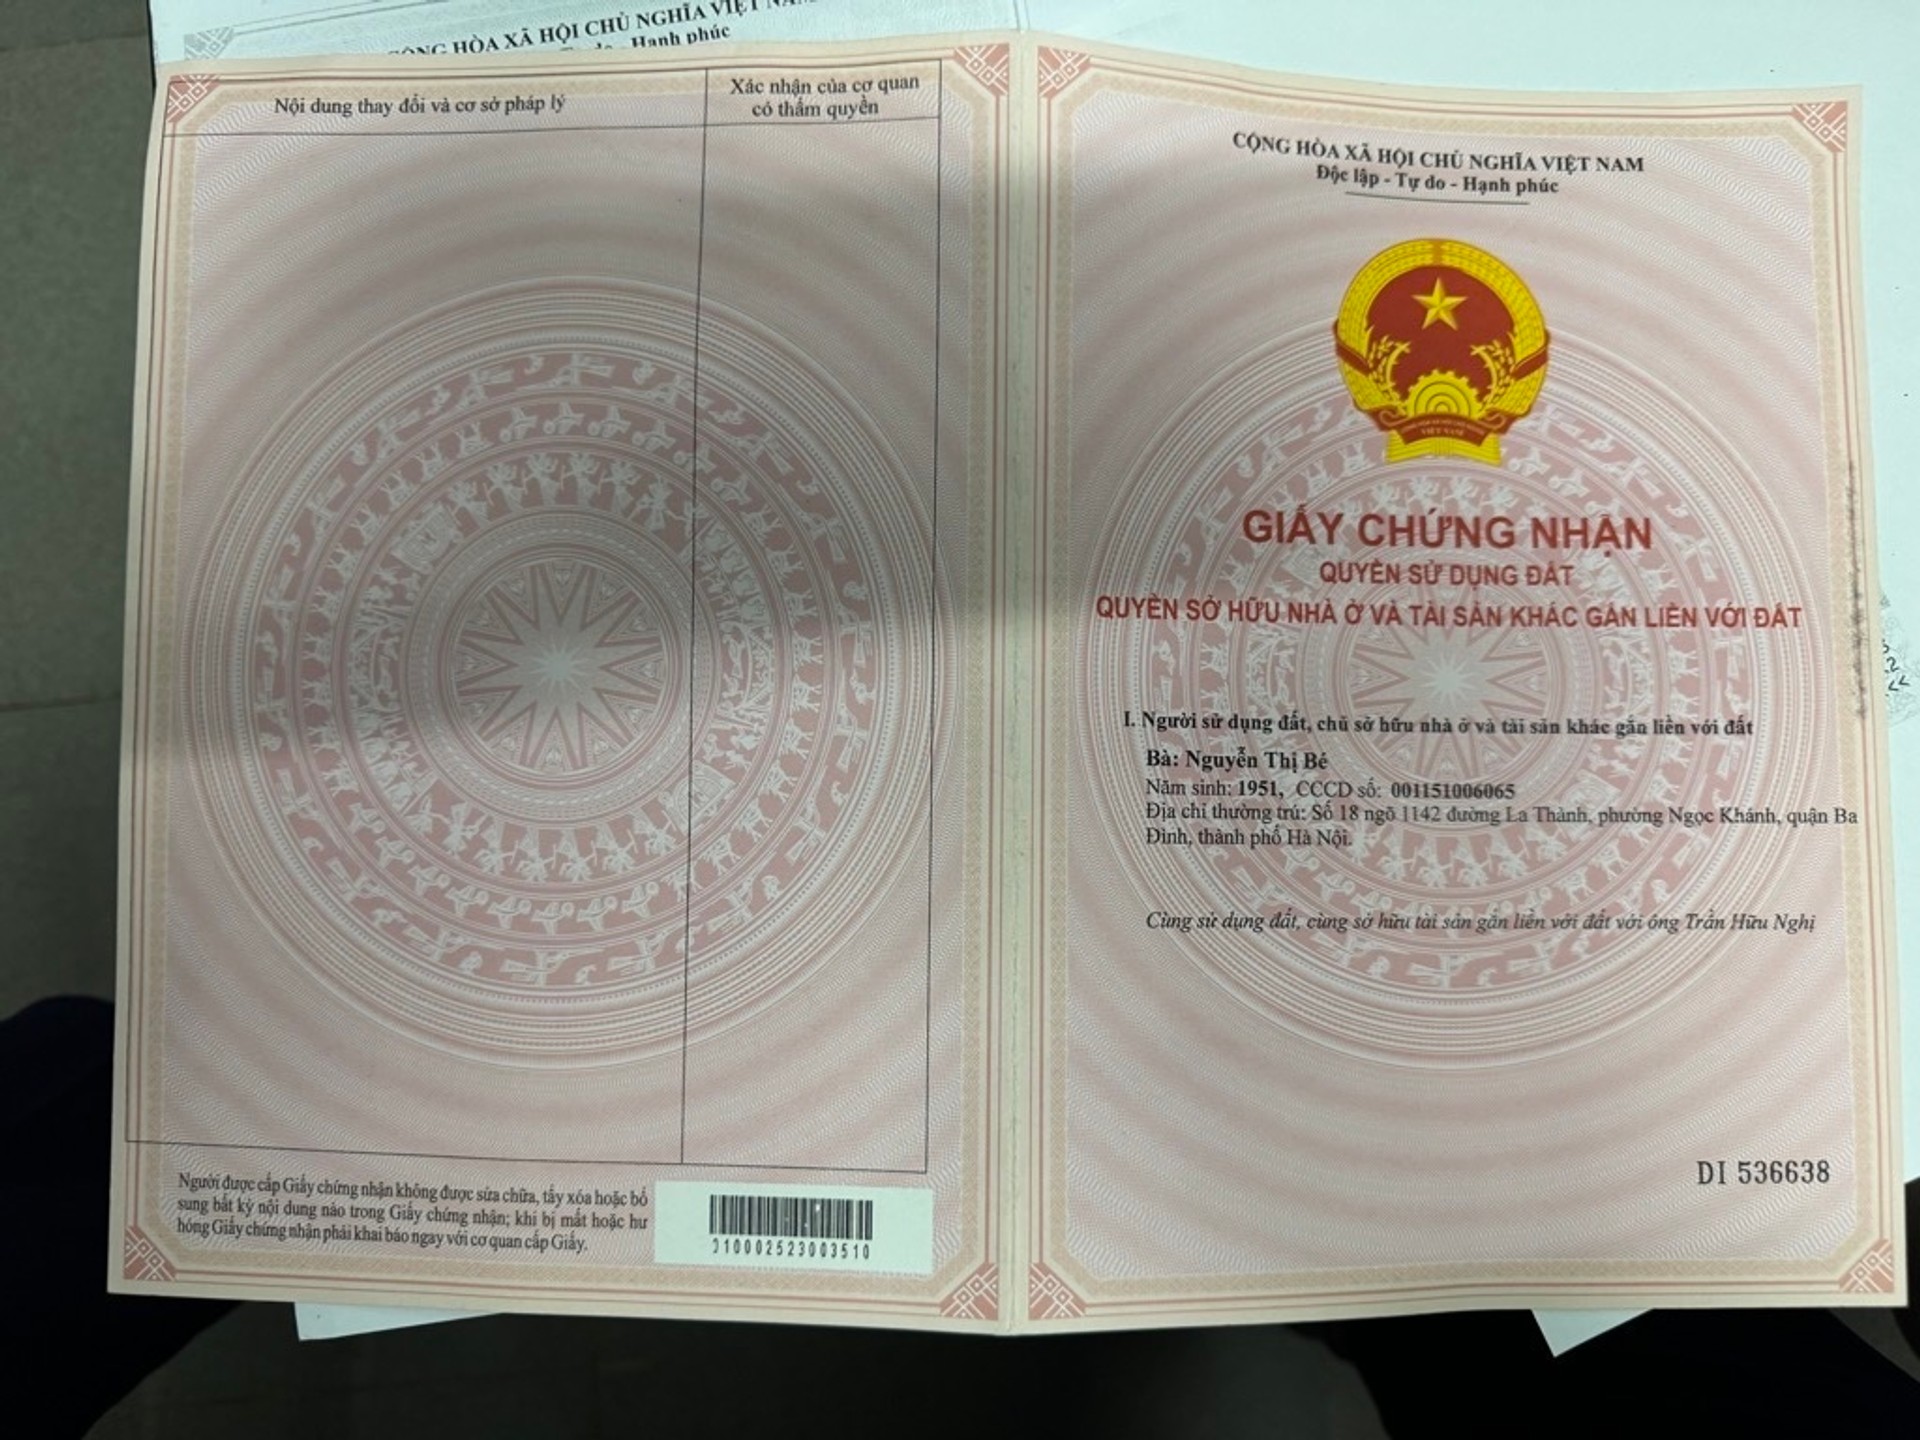 CỘNG HÒA XÃ HỘI CHỦ NGHĨA VIỆT
Hạnh phúc
Nội dung thay đổi và cơ sở pháp lý
Xác nhận của cơ quan
có thẩm quyền
Người được cấp Giấy chứng nhận không được sửa chữa, tẩy xóa hoặc bổ
sung bất kỳ nội dung nào trong Giấy chứng nhận; khi bị mất hoặc hư
hỏng Giấy chứng nhận phải khai báo ngay với cơ quan cấp Giấy.
0100002523003510
CỘNG HÒA XÃ HỘI CHỦ NGHĨA VIỆT NAM
Độc lập - Tự do - Hạnh phúc
VIỆT NAM
GIẤY CHỨNG NHẬN
QUYỀN SỬ DỤNG ĐẤT
QUYỀN SỞ HỮU NHÀ Ở VÀ TÀI SẢN KHÁC GẮN LIỀN VỚI ĐẤT
I. Người sử dụng đất, chủ sở hữu nhà ở và tài sản khác gắn liền với đất
Bà: Nguyễn Thị Bé
Năm sinh: 1951, CCCD số: 001151006065
Địa chỉ thường trú: Số 18 ngõ 1142 đường La Thành, phường Ngọc Khánh, quận Ba
Đình, thành phố Hà Nội.
Cùng sử dụng đất, cùng sở hữu tài sản gắn liền với đất với ông Trần Hữu Nghị
DI 536638